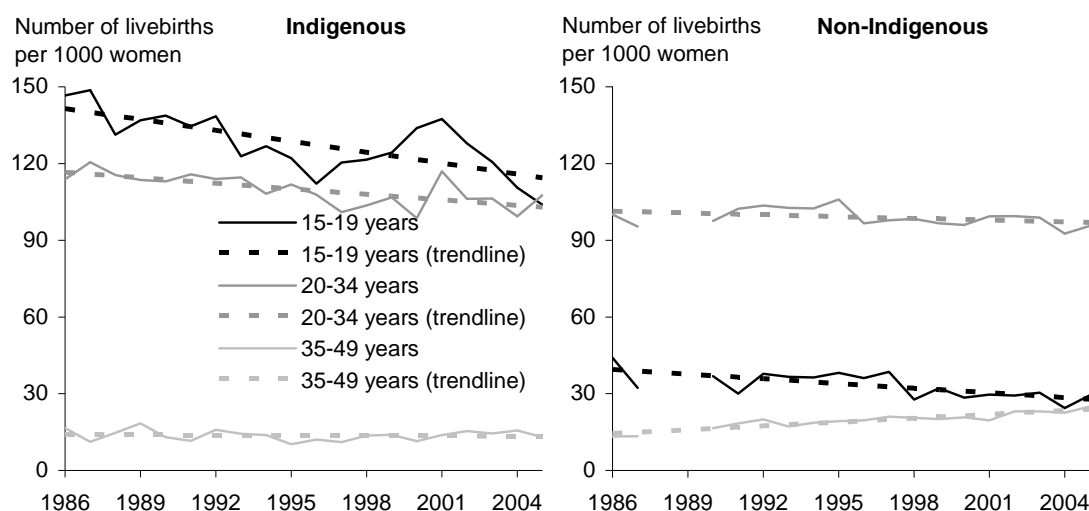 Number of livebirths
per 1000 women
Indigenous
150
120
90
60
30
0
1986 1989 1992 1995 1998 2001 2004
15-19 years
15-19 years (trendline)
20-34 years
20-34 years (trendline)
35-49 years
35-49 years (trendline)
Number of livebirths
per 1000 women
Non-Indigenous
150
120
90
60
30
0
1986 1989 1992 1995 1998 2001 2004